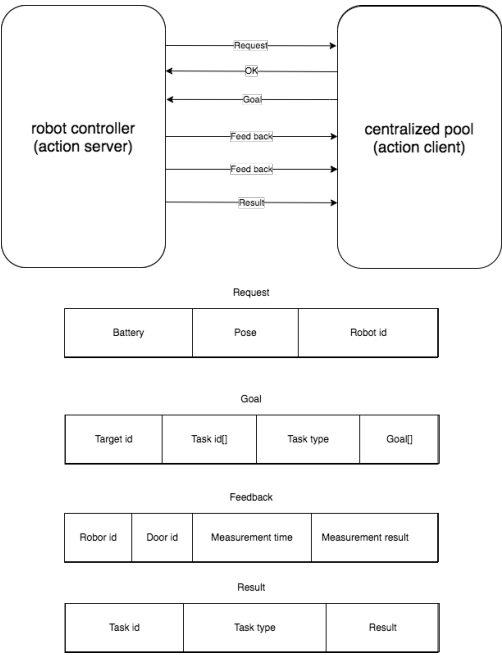 robot controller
(action server)
Request
OK
Goal
Feed back
Feed back
Result
centralized pool
(action client)
Request
Battery
Pose
Robot id
Goal
Target id
Task id[]
Task type
Goal[]
Feedback
Robor id
Door id
Measurement time
Measurement result
Result
Task id
Task type
Result